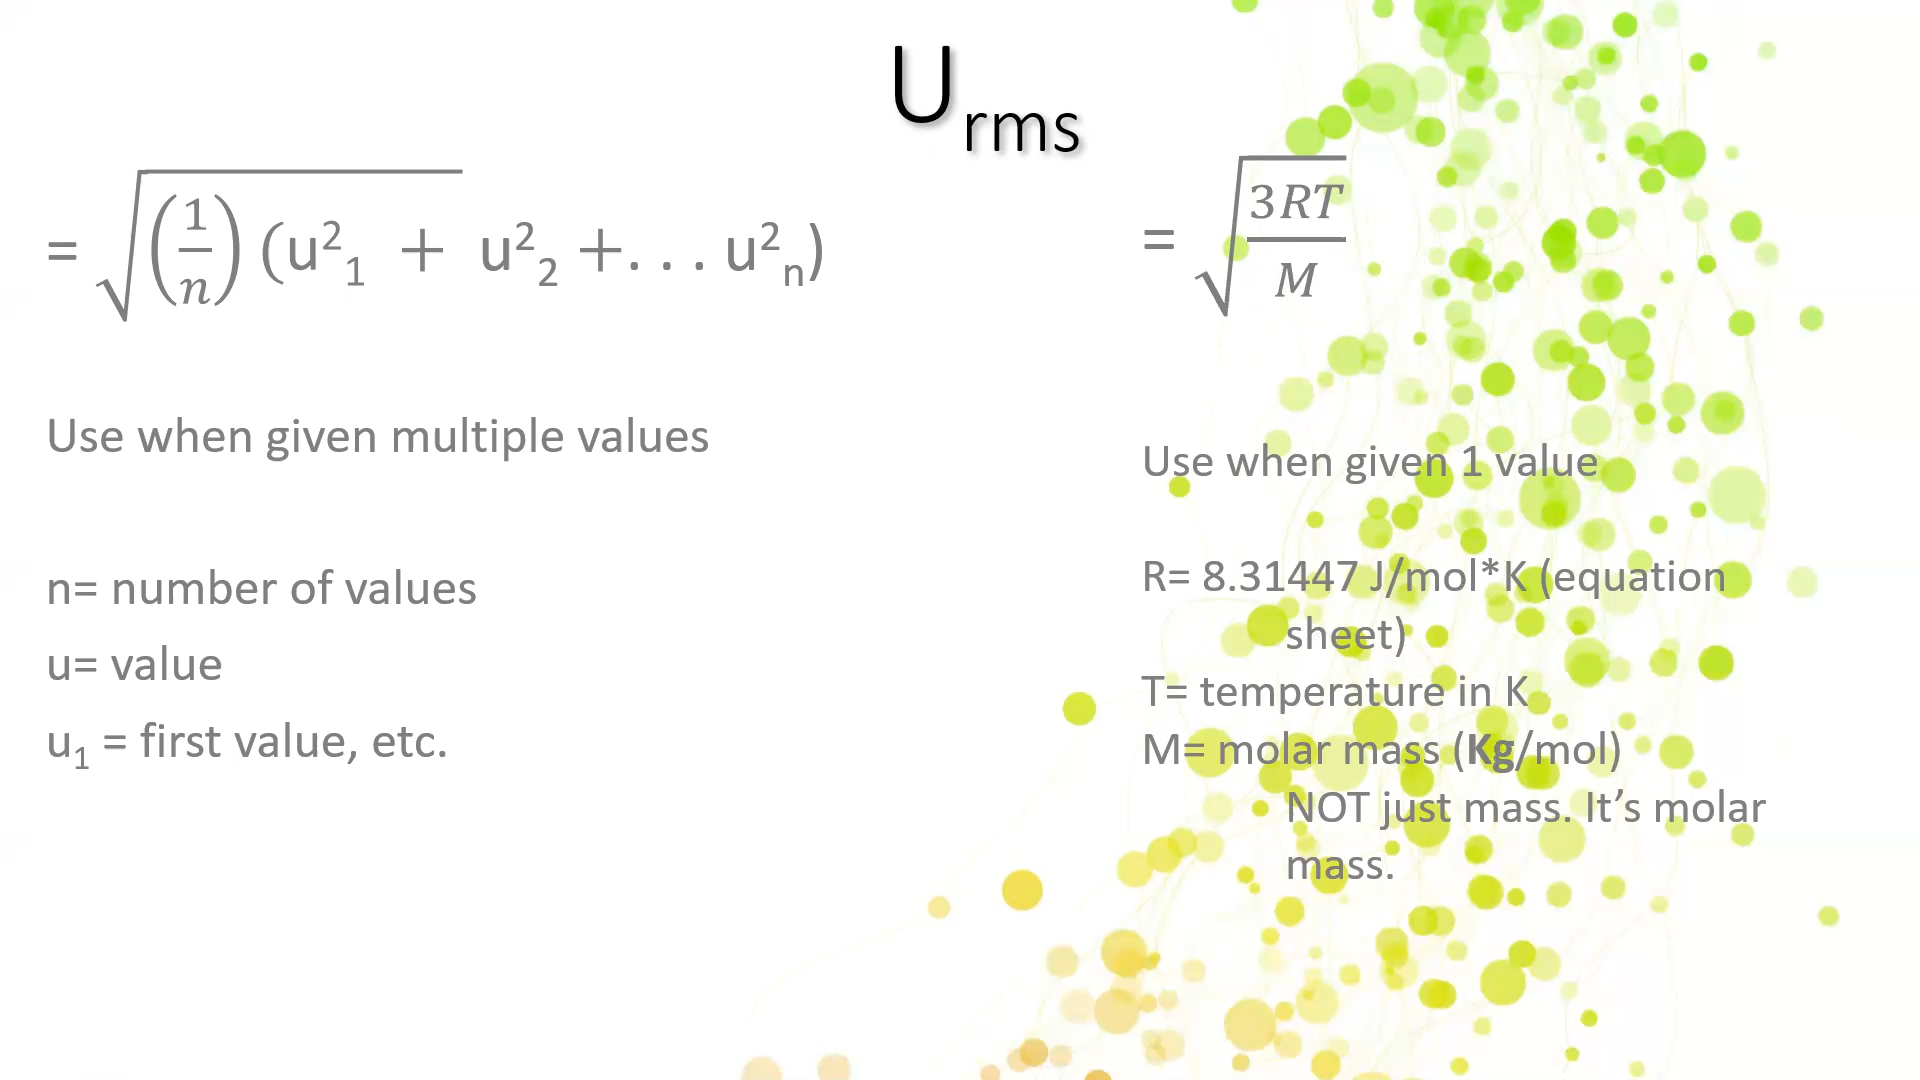 Urms
= √(1/n) (u²₁ + u²₂ +. . . u²ₙ)
Use when given multiple values
n= number of values
u= value
u₁ = first value, etc.
= √3RT/M
Use when given 1 value
R= 8.31447 J/mol*K (equation
sheet)
T= temperature in K
M= molar mass (Kg/mol)
NOT just mass. It’s molar
mass.